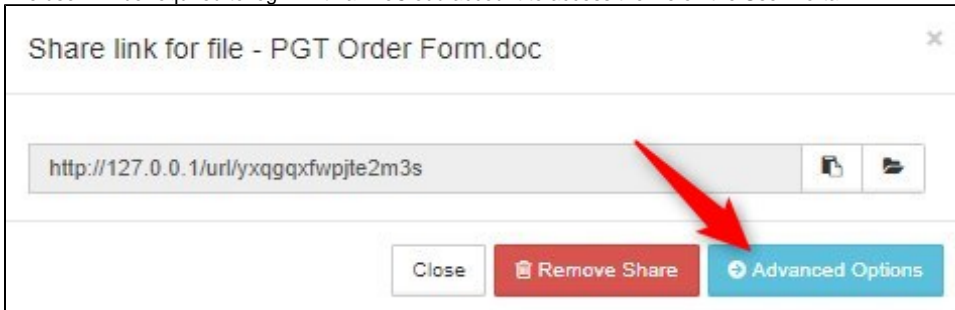 Share link for file - PGT Order Form.doc
×
http://127.0.0.1/url/yxqgqxfwpjte2m3s
Close Remove Share Advanced Options